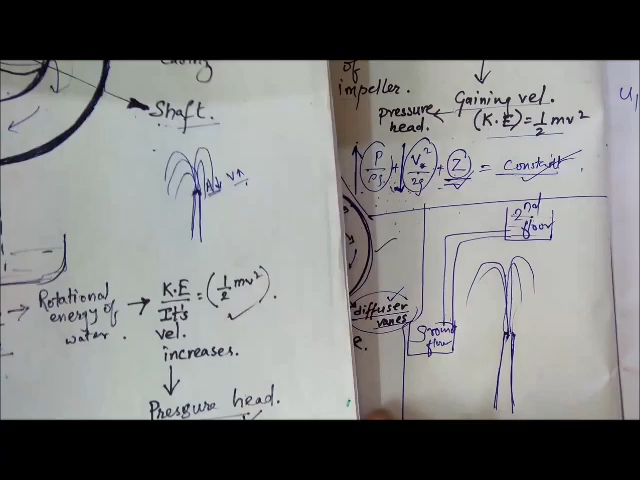 casing
Shaft.
A↓ V↑
→ Rotational
energy of
water.
→ K.E = (1/2 mv²)
It's
vel.
increases.
Pressure head.
of
impeller.
Gaining vel.
pressure ← (K.E) = 1/2 mv²
head.
P/ρg + V²/2g + Z = Constant
2nd
floor
diffuser
vanes
Ground
floor
e.
U₁